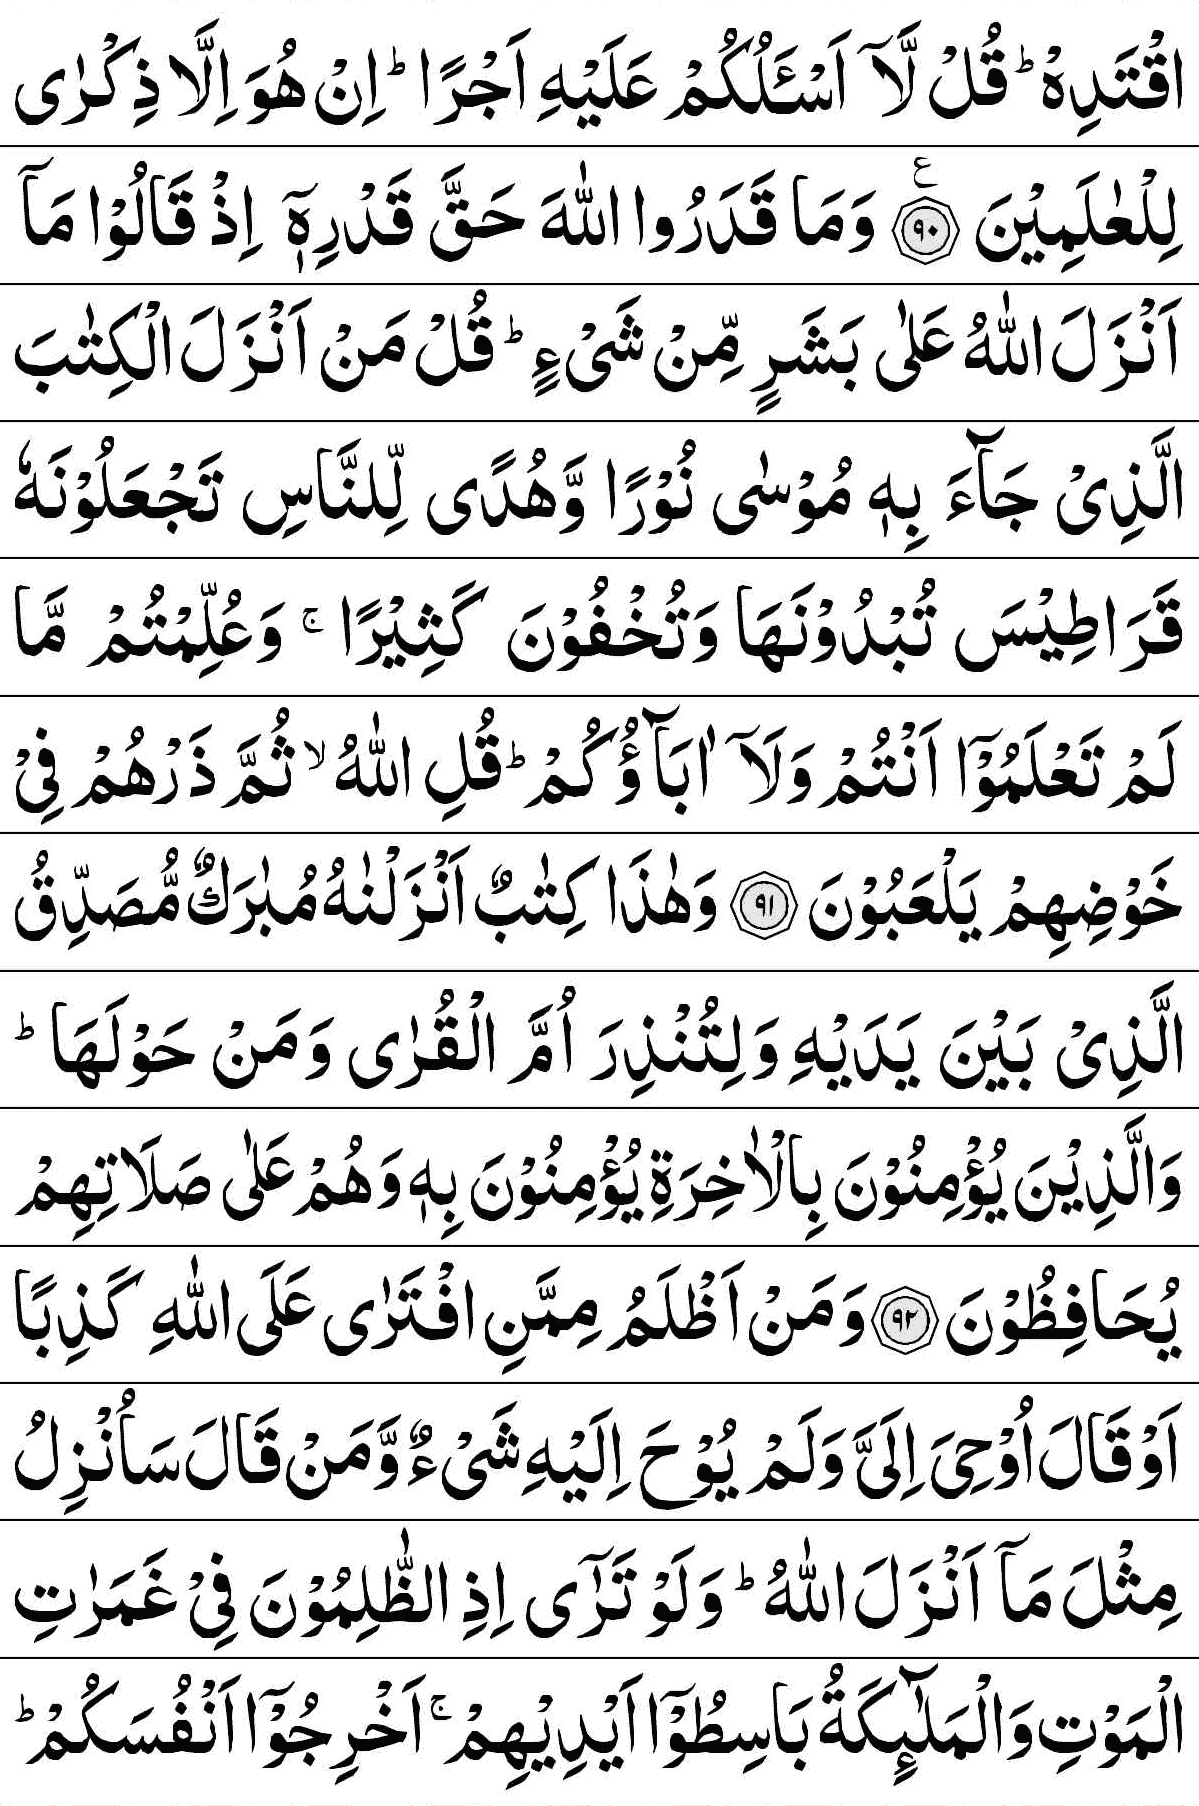 اقْتَدِهْ ؕ قُلْ لَّاۤ اَسْـَٔلُكُمْ عَلَيْهِ اَجْرًا ؕ اِنْ هُوَ اِلَّا ذِكْرٰى
لِلْعٰلَمِيْنَ ۧ‏ ﴿۹۰﴾ وَمَا قَدَرُوا اللّٰهَ حَقَّ قَدْرِهٖۤ اِذْ قَالُوْا مَاۤ
اَنْزَلَ اللّٰهُ عَلٰى بَشَرٍ مِّنْ شَىْءٍ ؕ قُلْ مَنْ اَنْزَلَ الْكِتٰبَ
الَّذِىْ جَآءَ بِهٖ مُوْسٰى نُوْرًا وَّهُدًى لِّلنَّاسِ تَجْعَلُوْنَهٗ
قَرَاطِيْسَ تُبْدُوْنَهَا وَتُخْفُوْنَ كَثِيْرًا ۚ وَعُلِّمْتُمْ مَّا
لَمْ تَعْلَمُوْۤا اَنْتُمْ وَلَاۤ اٰبَآؤُكُمْ ؕ قُلِ اللّٰهُ ۙ ثُمَّ ذَرْهُمْ فِىْ
خَوْضِهِمْ يَلْعَبُوْنَ ﴿۹۱﴾ وَهٰذَا كِتٰبٌ اَنْزَلْنٰهُ مُبٰرَكٌ مُّصَدِّقُ
الَّذِىْ بَيْنَ يَدَيْهِ وَلِتُنْذِرَ اُمَّ الْقُرٰى وَمَنْ حَوْلَهَا ؕ
وَالَّذِيْنَ يُؤْمِنُوْنَ بِالْاٰخِرَةِ يُؤْمِنُوْنَ بِهٖ وَهُمْ عَلٰى صَلَاتِهِمْ
يُحَافِظُوْنَ ﴿۹۲﴾ وَمَنْ اَظْلَمُ مِمَّنِ افْتَرٰى عَلَى اللّٰهِ كَذِبًا
اَوْ قَالَ اُوْحِىَ اِلَىَّ وَلَمْ يُوْحَ اِلَيْهِ شَىْءٌ وَّمَنْ قَالَ سَاُنْزِلُ
مِثْلَ مَاۤ اَنْزَلَ اللّٰهُ ؕ وَلَوْ تَرٰٓى اِذِ الظّٰلِمُوْنَ فِىْ غَمَرٰتِ
الْمَوْتِ وَالْمَلٰٓئِكَةُ بَاسِطُوْۤا اَيْدِيْهِمْ ۚ اَخْرِجُوْۤا اَنْفُسَكُمْ ؕ